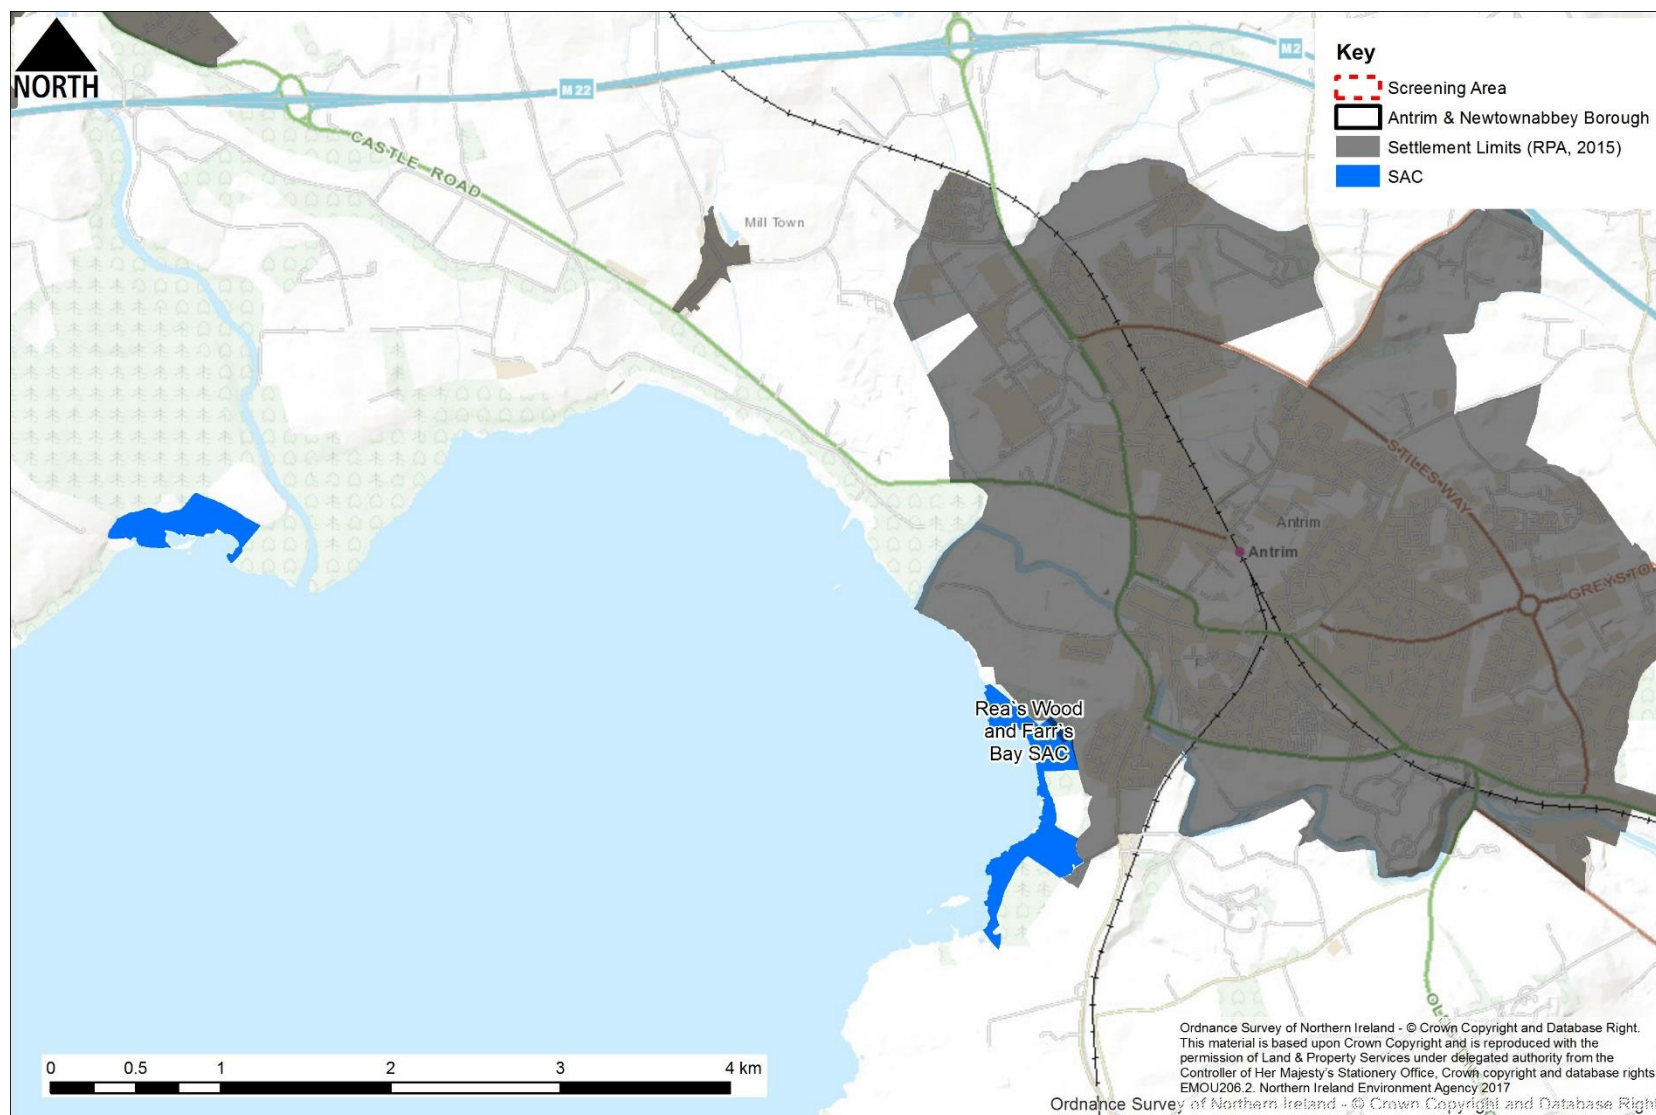 NORTH
M 22
M2
CASTLE ROAD
Mill Town
Key
Screening Area
Antrim & Newtownabbey Borough
Settlement Limits (RPA, 2015)
SAC
STILES WAY
Antrim
Antrim
Rea`s Wood
and Farr`s
Bay SAC
0 0.5 1 2 3 4 km
Ordnance Survey of Northern Ireland - © Crown Copyright and Database Right.
This material is based upon Crown Copyright and is reproduced with the
permission of Land & Property Services under delegated authority from the
Controller of Her Majesty's Stationery Office, Crown copyright and database rights
EMOU206.2. Northern Ireland Environment Agency 2017
Ordnance Survey of Northern Ireland - © Crown Copyright and Database Right